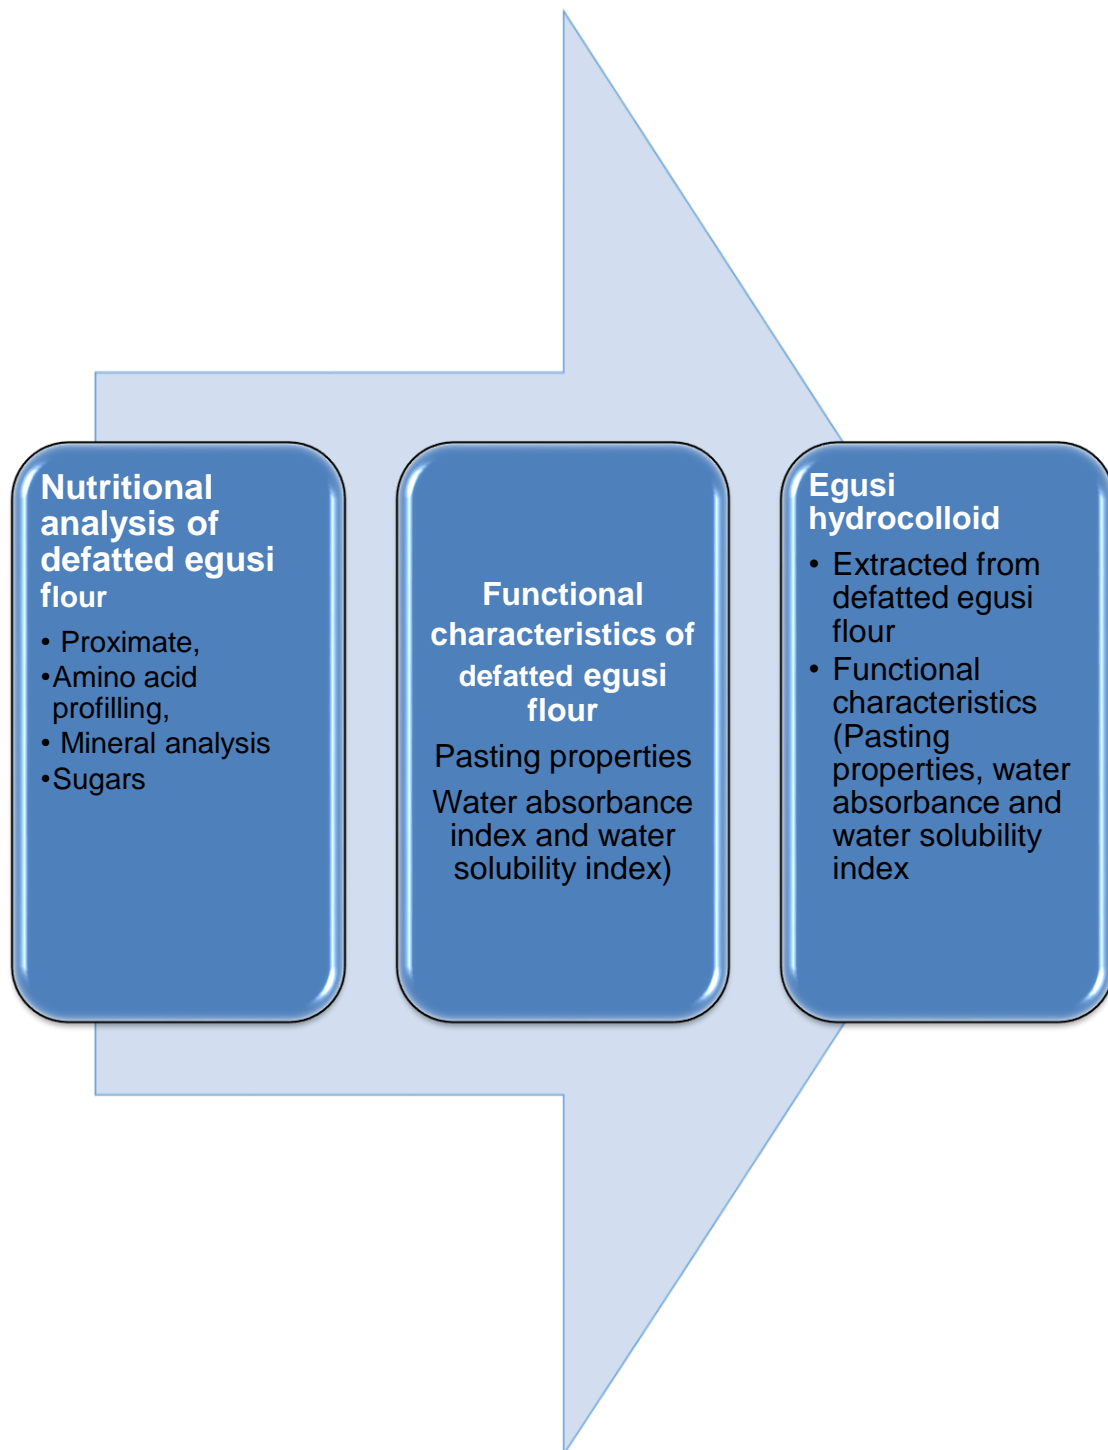 Nutritional
analysis of
defatted egusi
flour
• Proximate,
•Amino acid
profilling,
• Mineral analysis
•Sugars
Functional
characteristics of
defatted egusi
flour
Pasting properties
Water absorbance
index and water
solubility index)
Egusi
hydrocolloid
• Extracted from
defatted egusi
flour
• Functional
characteristics
(Pasting
properties, water
absorbance and
water solubility
index